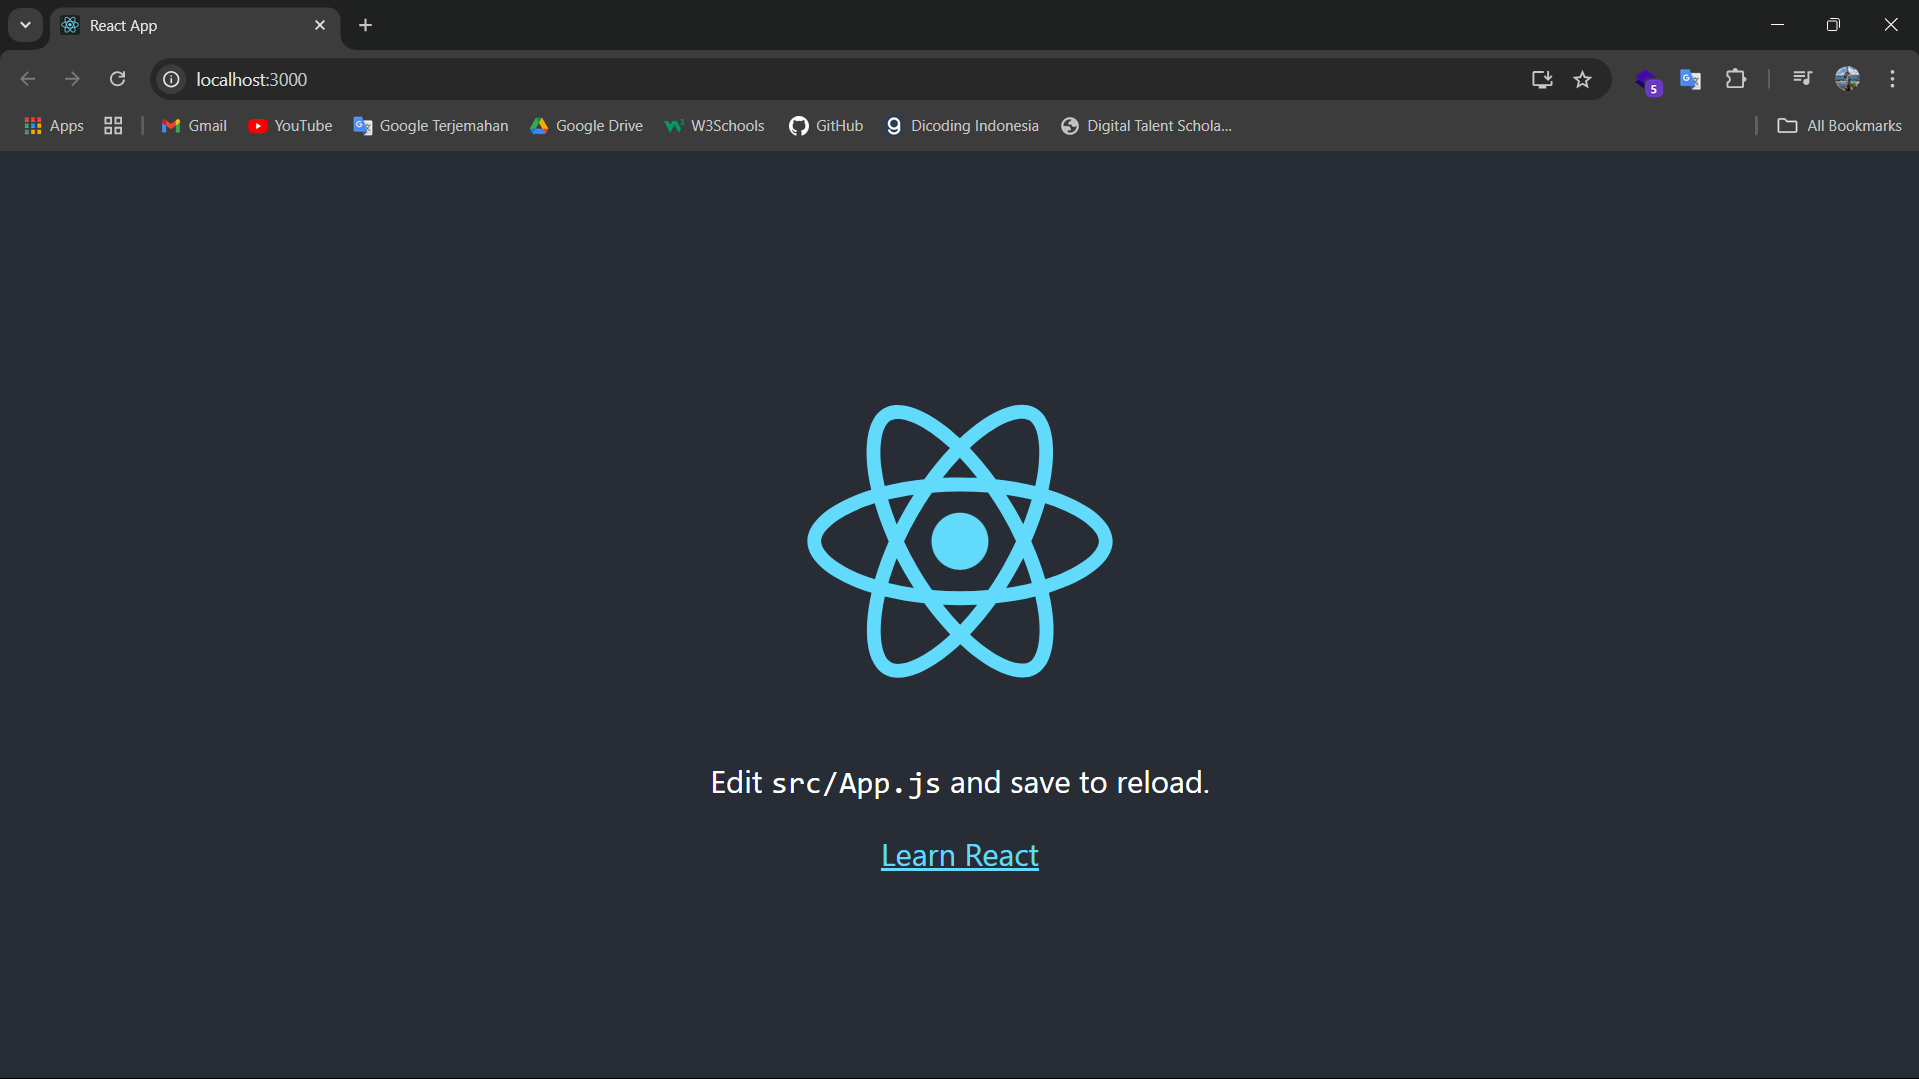 React App
localhost:3000
5
Apps Gmail YouTube Google Terjemahan Google Drive W3Schools GitHub Dicoding Indonesia Digital Talent Schola... All Bookmarks
Edit src/App.js and save to reload.
Learn React